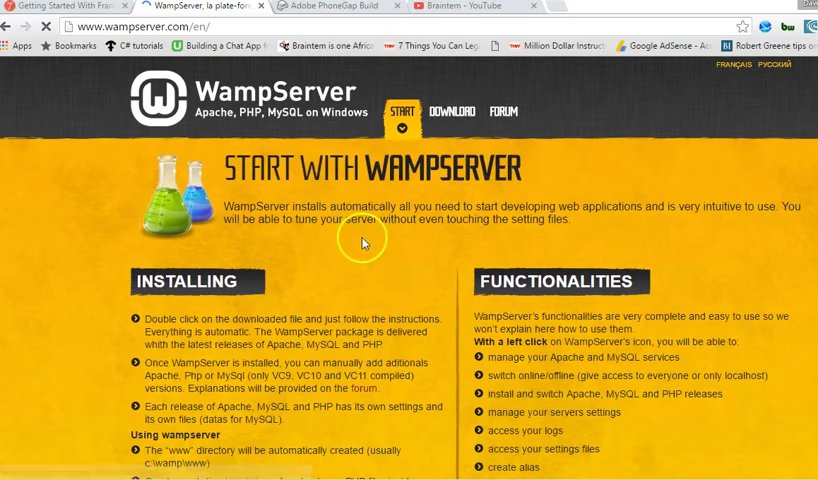 Getting Started With Fran
WampServer, la plate-for
Adobe PhoneGap Build
Braintem - YouTube
www.wampserver.com/en/
Apps
Bookmarks
C# tutorials
Building a Chat App
Braintem is one Afric
7 Things You Can Leg
Million Dollar Instruct
Google AdSense - Acc
Robert Greene tips o
FRANÇAIS РУССКИЙ
WampServer
Apache, PHP, MySQL on Windows
START DOWNLOAD FORUM
START WITH WAMPSERVER
WampServer installs automatically all you need to start developing web applications and is very intuitive to use. You
will be able to tune your server without even touching the setting files.
INSTALLING
Double click on the downloaded file and just follow the instructions.
Everything is automatic. The WampServer package is delivered
whith the latest releases of Apache, MySQL and PHP.
Once WampServer is installed, you can manually add aditionals
Apache, Php or MySql (only VC9, VC10 and VC11 compiled)
versions. Explanations will be provided on the forum.
Each release of Apache, MySQL and PHP has its own settings and
its own files (datas for MySQL).
Using wampserver
The "www" directory will be automatically created (usually
c:\wamp\www)
FUNCTIONALITIES
WampServer's functionalities are very complete and easy to use so we
won't explain here how to use them.
With a left click on WampServer's icon, you will be able to:
manage your Apache and MySQL services
switch online/offline (give access to everyone or only localhost)
install and switch Apache, MySQL and PHP releases
manage your servers settings
access your logs
access your settings files
create alias